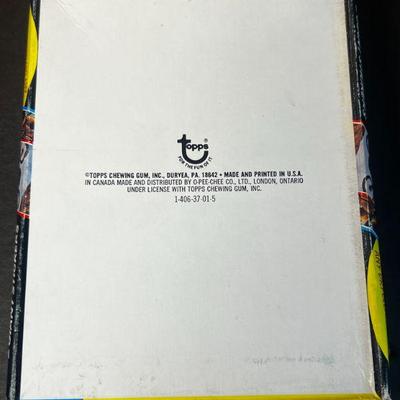 topps®
FOR THE FUN OF IT
©TOPPS CHEWING GUM, INC., DURYEA, PA. 18642 • MADE AND PRINTED IN U.S.A.
IN CANADA MADE AND DISTRIBUTED BY O-PEE-CHEE CO., LTD., LONDON, ONTARIO
UNDER LICENSE WITH TOPPS CHEWING GUM, INC.
1-406-37-01-5